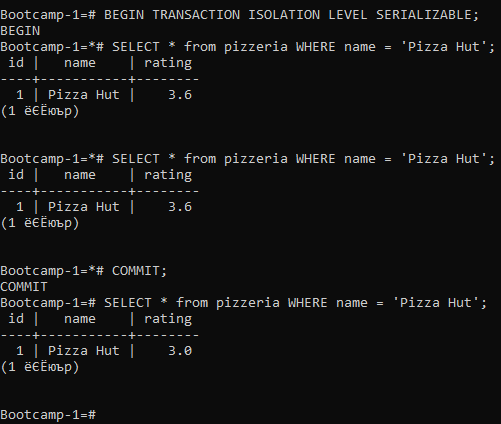 Bootcamp-1=# BEGIN TRANSACTION ISOLATION LEVEL SERIALIZABLE;
BEGIN
Bootcamp-1=*# SELECT * from pizzeria WHERE name = 'Pizza Hut';
 id |   name    | rating
----+-----------+--------
  1 | Pizza Hut |    3.6
(1 ёЄЁюър)
Bootcamp-1=*# SELECT * from pizzeria WHERE name = 'Pizza Hut';
 id |   name    | rating
----+-----------+--------
  1 | Pizza Hut |    3.6
(1 ёЄЁюър)
Bootcamp-1=*# COMMIT;
COMMIT
Bootcamp-1=# SELECT * from pizzeria WHERE name = 'Pizza Hut';
 id |   name    | rating
----+-----------+--------
  1 | Pizza Hut |    3.0
(1 ёЄЁюър)
Bootcamp-1=#